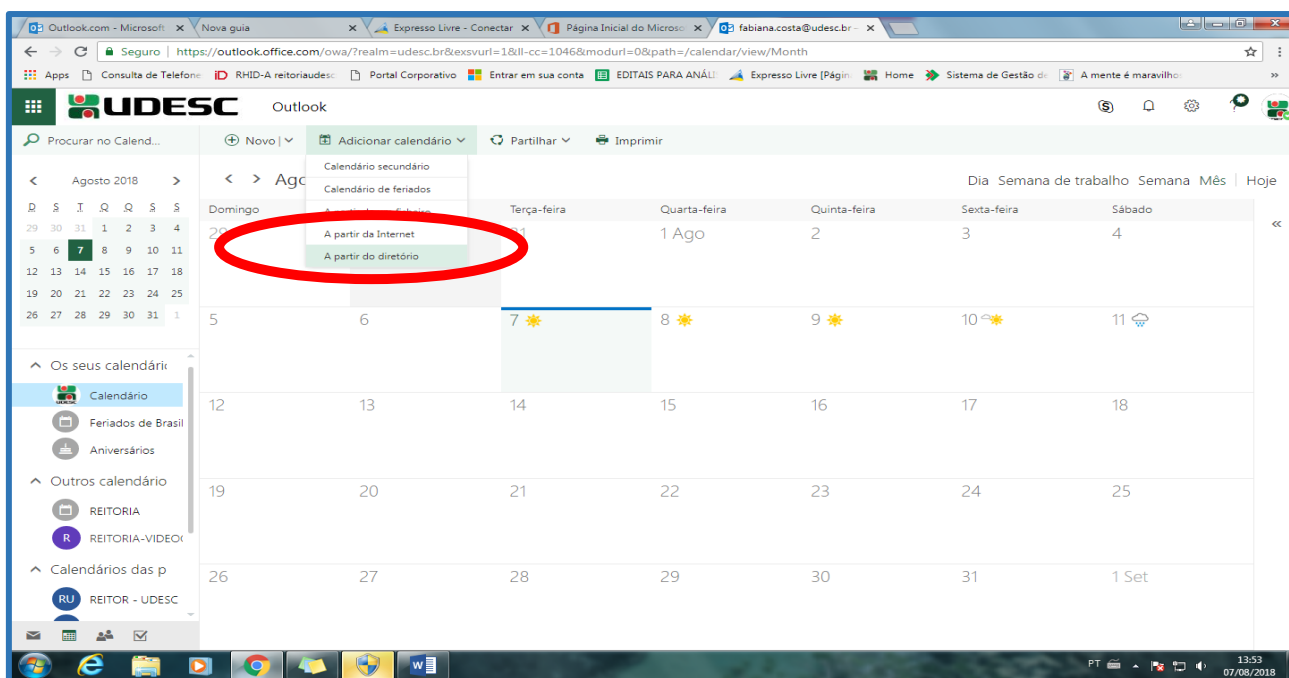 Outlook.com - Microsoft
Nova guia
Expresso Livre - Conectar
Página Inicial do Microso
fabiana.costa@udesc.br -
Seguro | https://outlook.office.com/owa/?realm=udesc.br&exsvurl=1&ll-cc=1046&modurl=0&path=/calendar/view/Month
Apps Consulta de Telefone RHID-A reitoriaudesc Portal Corporativo Entrar em sua conta EDITAIS PARA ANÁLI Expresso Livre [Págin Home Sistema de Gestão de A mente é maravilho
UDESC Outlook
Procurar no Calend... Novo | Adicionar calendário Partilhar Imprimir
Calendário secundário
Calendário de feriados
A partir da Internet
A partir do diretório
Agosto 2018
D S T Q Q S S
29 30 31 1 2 3 4
5 6 7 8 9 10 11
12 13 14 15 16 17 18
19 20 21 22 23 24 25
26 27 28 29 30 31 1
Os seus calendári
Calendário
Feriados de Brasil
Aniversários
Outros calendário
REITORIA
REITORIA-VIDEO
Calendários das p
RU REITOR - UDESC
R
Ago
Dia Semana de trabalho Semana Mês | Hoje
Domingo Terça-feira Quarta-feira Quinta-feira Sexta-feira Sábado
1 Ago 2 3 4
5 6 7 8 9 10 11
12 13 14 15 16 17 18
19 20 21 22 23 24 25
26 27 28 29 30 31 1 Set
PT
13:53
07/08/2018